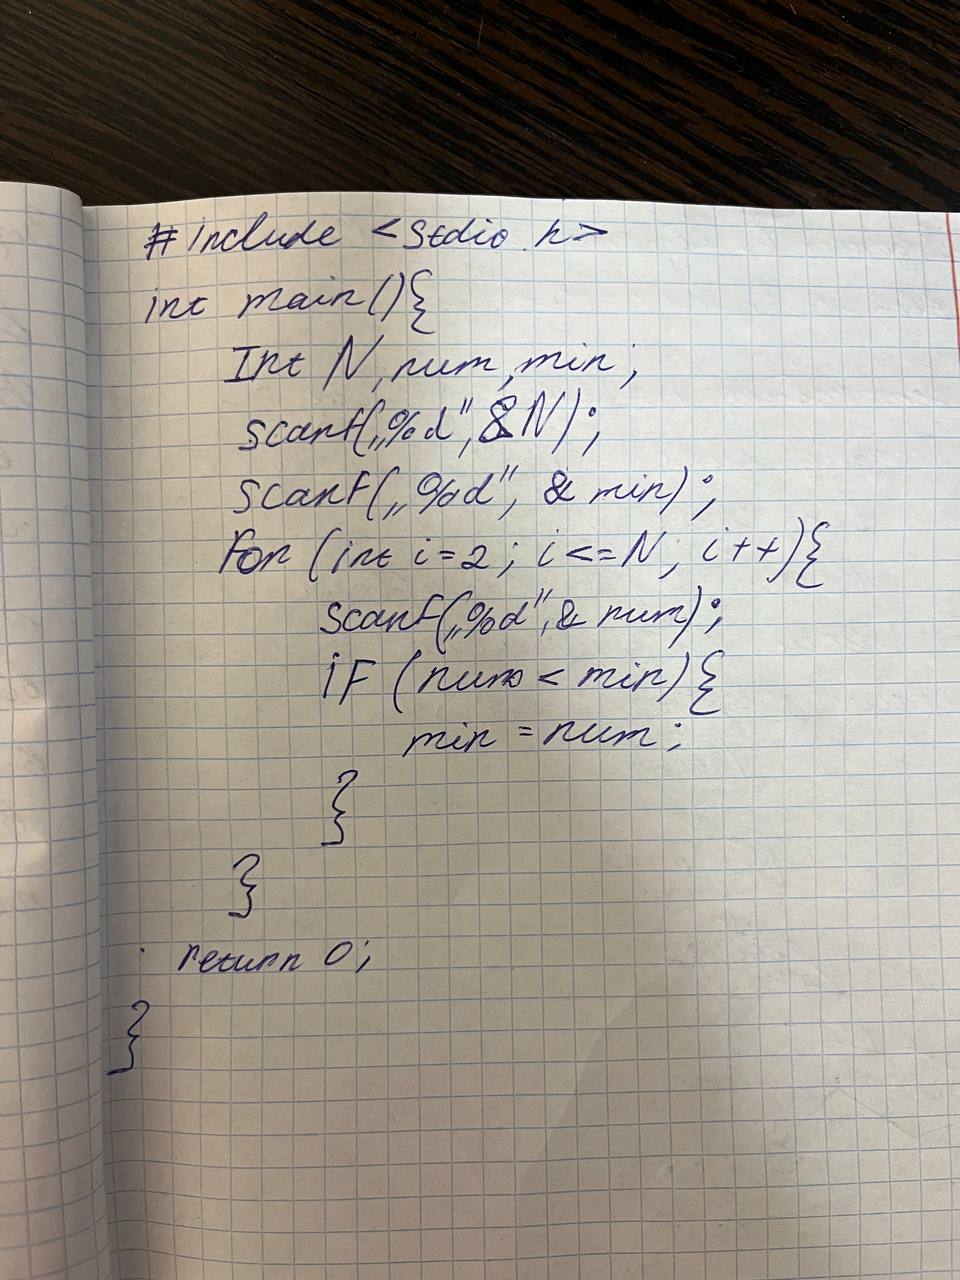 #include <stdio.h>
int main(){
Int N, num, min;
scanf(„%d", &N);
scanf(„%d", & min);
For (int i=2; i<=N; i++){
scanf(„%d", & num);
iF (num < min){
min = num;
}
}
return 0;
}